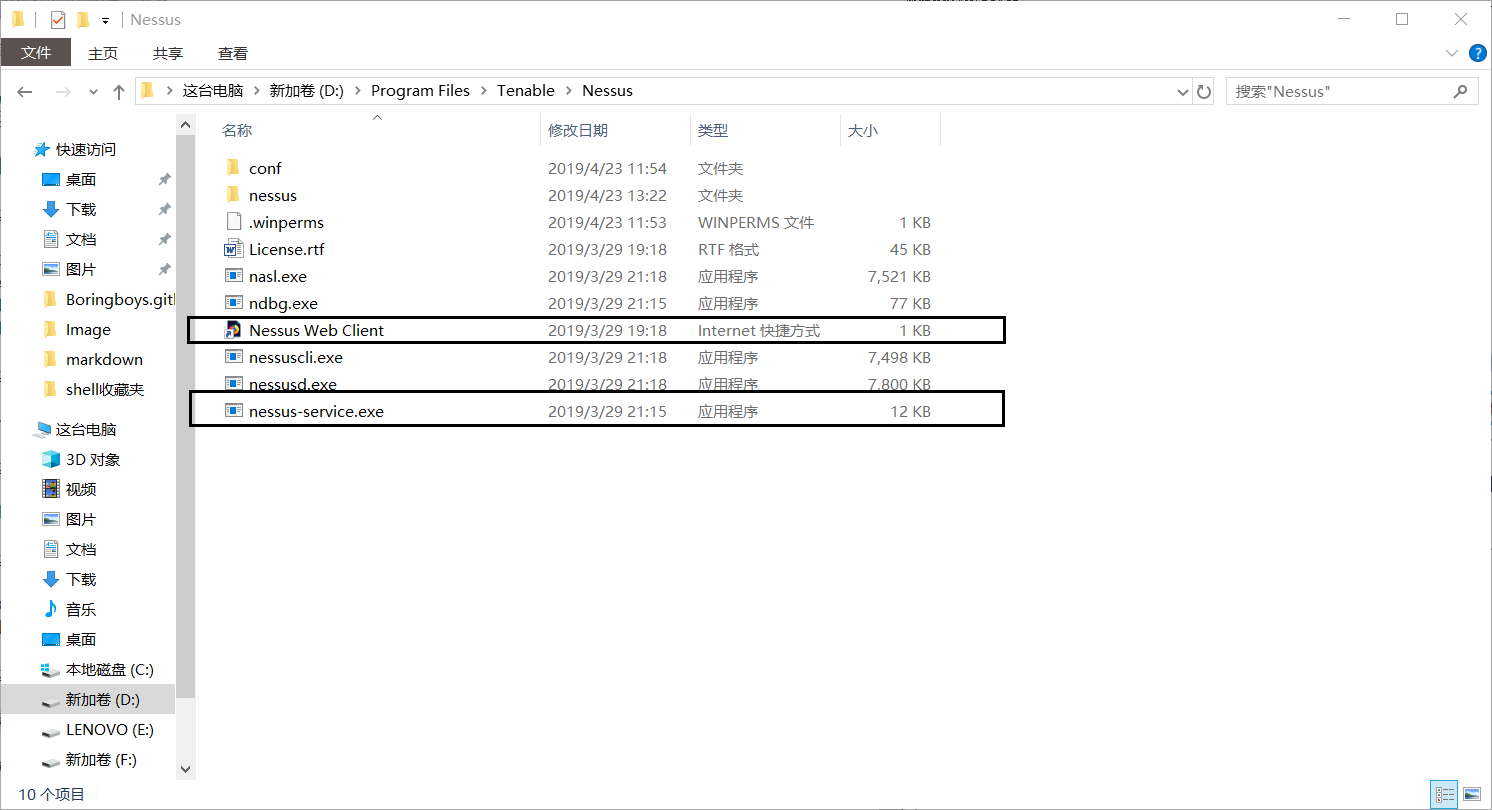 Nessus
文件 主页 共享 查看
这台电脑 新加卷 (D:) Program Files Tenable Nessus 搜索"Nessus"
名称 修改日期 类型 大小
快速访问
桌面
下载
文档
图片
Boringboys.gitl
Image
markdown
shell收藏夹
这台电脑
3D 对象
视频
图片
文档
下载
音乐
桌面
本地磁盘 (C:)
新加卷 (D:)
LENOVO (E:)
新加卷 (F:)
conf 2019/4/23 11:54 文件夹
nessus 2019/4/23 13:22 文件夹
.winperms 2019/4/23 11:53 WINPERMS 文件 1 KB
License.rtf 2019/3/29 19:18 RTF 格式 45 KB
nasl.exe 2019/3/29 21:18 应用程序 7,521 KB
ndbg.exe 2019/3/29 21:15 应用程序 77 KB
Nessus Web Client 2019/3/29 19:18 Internet 快捷方式 1 KB
nessuscli.exe 2019/3/29 21:18 应用程序 7,498 KB
nessusd.exe 2019/3/29 21:18 应用程序 7,800 KB
nessus-service.exe 2019/3/29 21:15 应用程序 12 KB
10 个项目